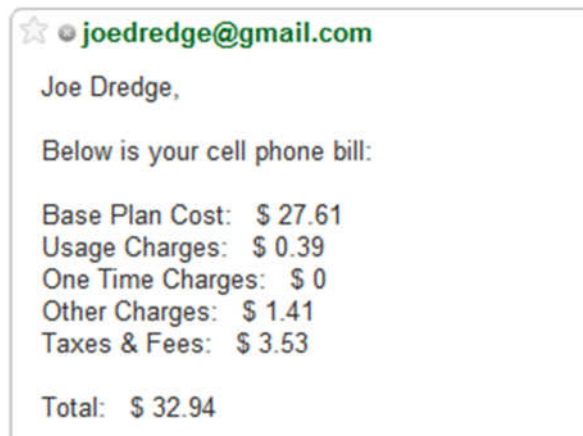 joedredge@gmail.com
Joe Dredge,
Below is your cell phone bill:
Base Plan Cost: $ 27.61
Usage Charges: $ 0.39
One Time Charges: $ 0
Other Charges: $ 1.41
Taxes & Fees: $ 3.53
Total: $ 32.94